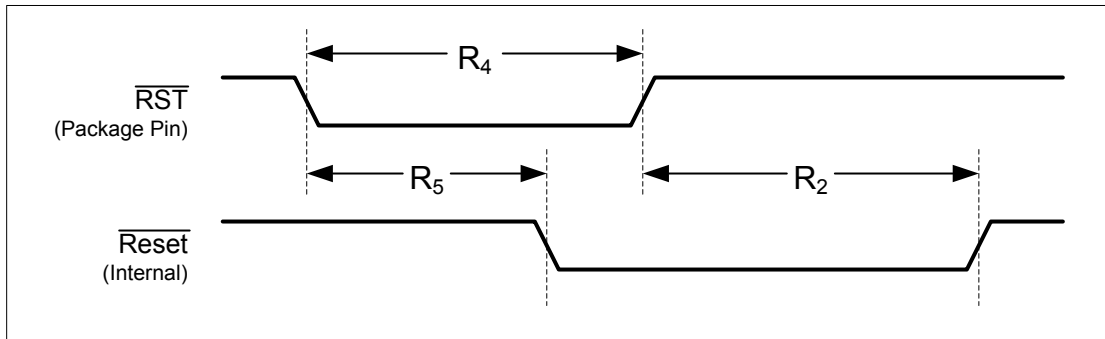 R₄
RST
(Package Pin)
R₅
R₂
Reset
(Internal)